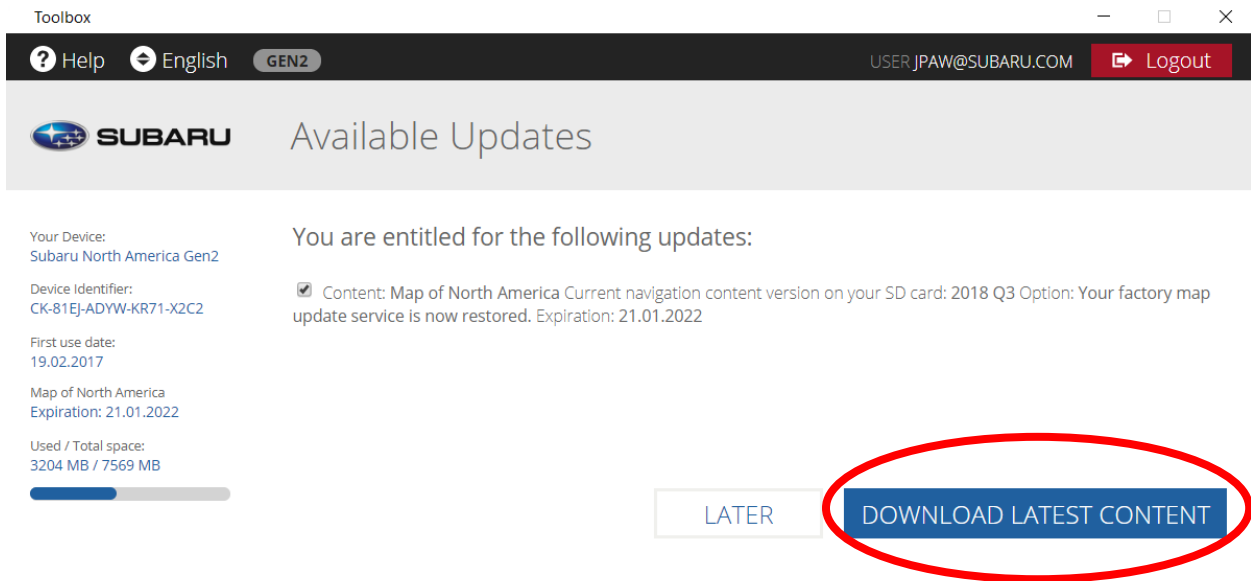 Toolbox
? Help English GEN2 USER JPAW@SUBARU.COM Logout
SUBARU Available Updates
Your Device:
Subaru North America Gen2
Device Identifier:
CK-81EJ-ADYW-KR71-X2C2
First use date:
19.02.2017
Map of North America
Expiration: 21.01.2022
Used / Total space:
3204 MB / 7569 MB
You are entitled for the following updates:
Content: Map of North America Current navigation content version on your SD card: 2018 Q3 Option: Your factory map
update service is now restored. Expiration: 21.01.2022
LATER DOWNLOAD LATEST CONTENT